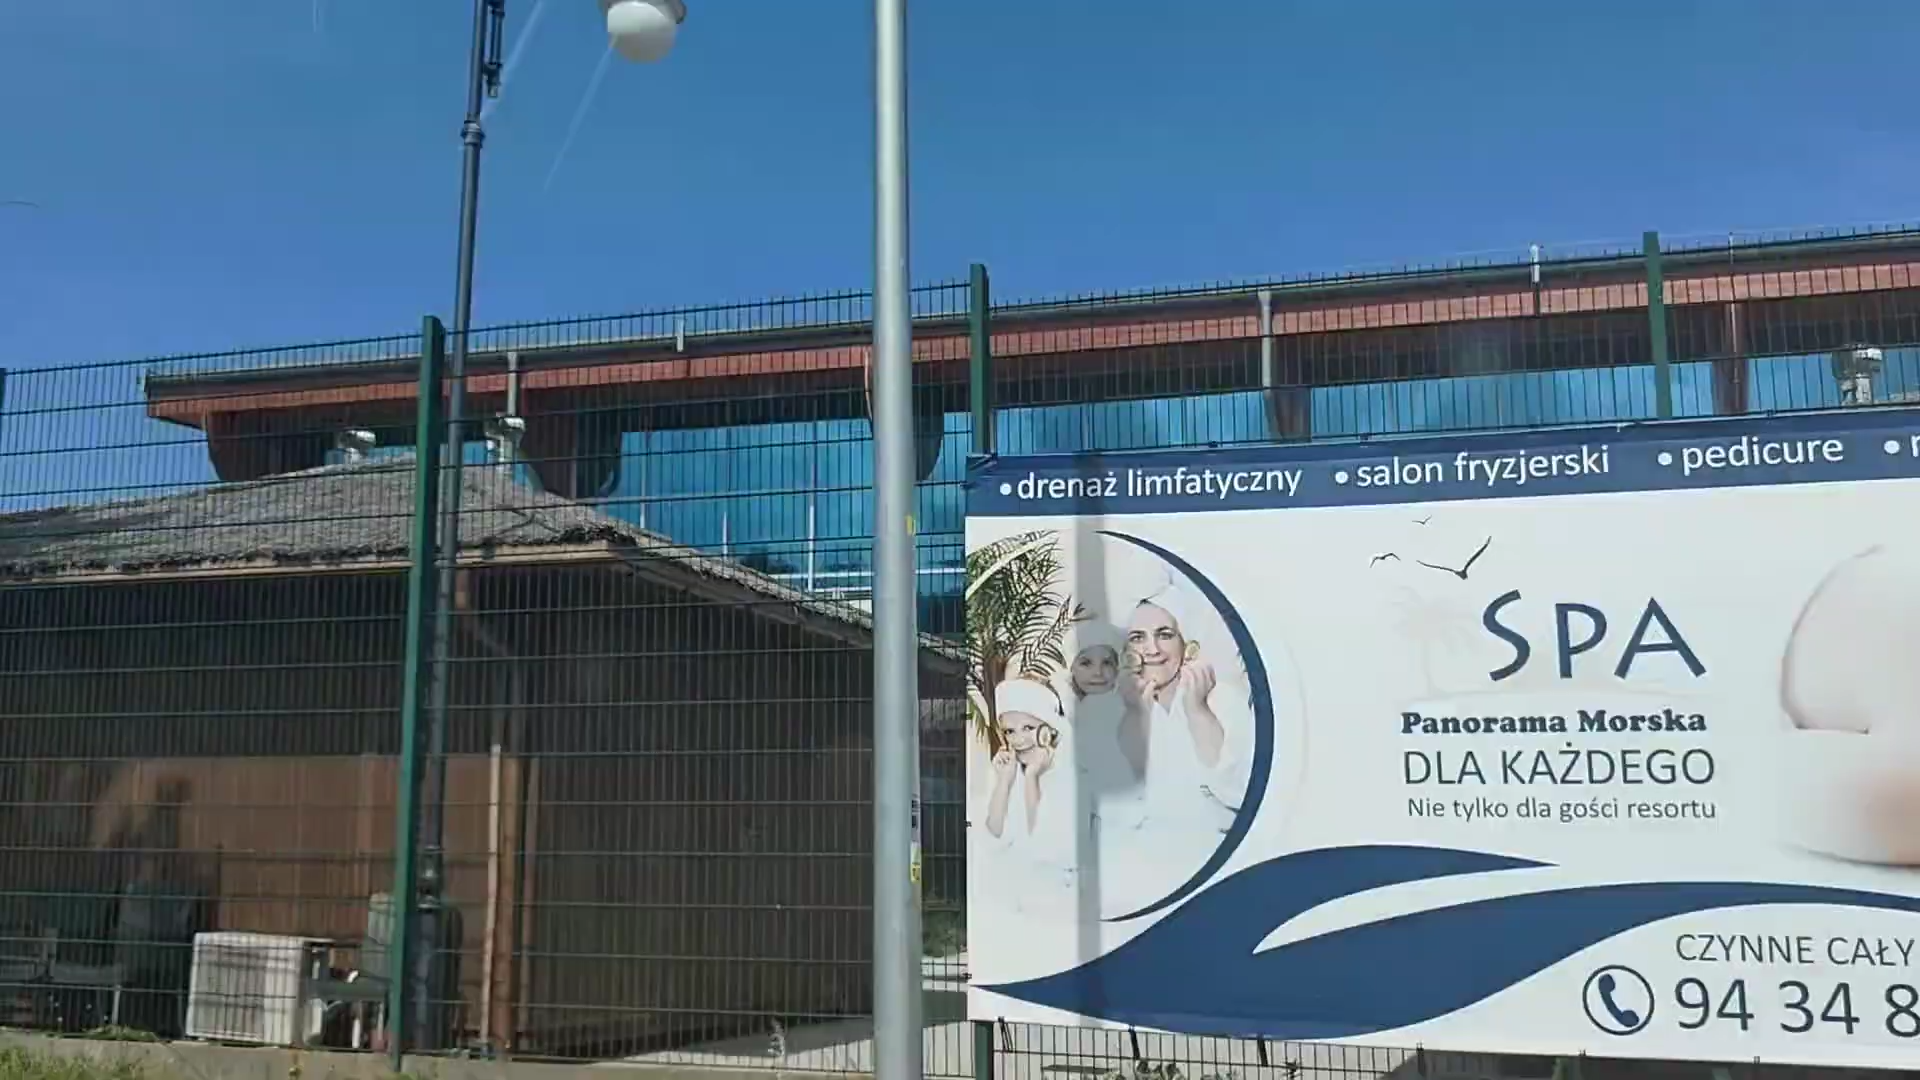 • drenaż limfatyczny • salon fryzjerski • pedicure •
SPA
Panorama Morska
DLA KAŻDEGO
Nie tylko dla gości resortu
CZYNNE CAŁY
94 34 8